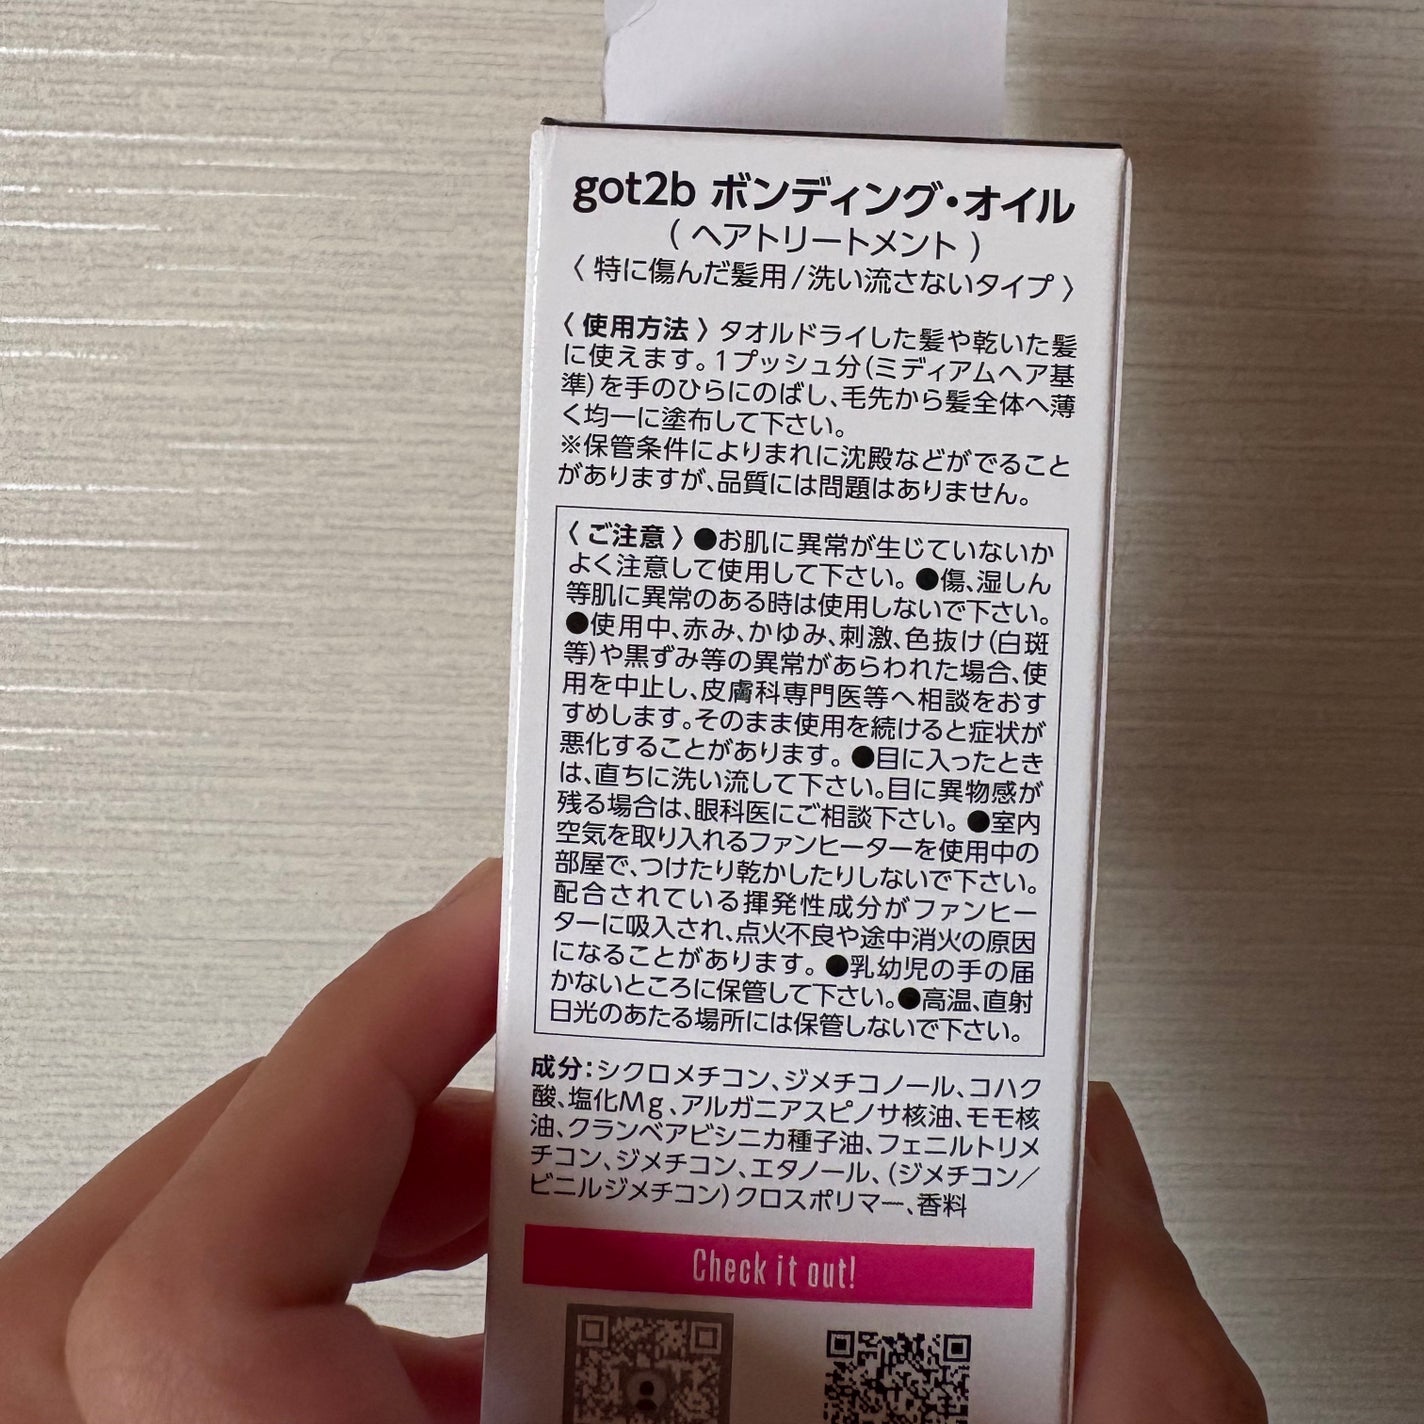 got2b ボンディング・オイル
（ ヘアトリートメント ）
〈 特に傷んだ髪用/洗い流さないタイプ 〉
〈 使用方法 〉タオルドライした髪や乾いた髪
に使えます。1プッシュ分(ミディアムヘア基
準)を手のひらにのばし、毛先から髪全体へ薄
く均一に塗布して下さい。
※保管条件によりまれに沈殿などがでること
がありますが、品質には問題はありません。
〈 ご注意 〉●お肌に異常が生じていないか
よく注意して使用して下さい。●傷、湿しん
等肌に異常のある時は使用しないで下さい。
●使用中、赤み、かゆみ、刺激、色抜け(白斑
等)や黒ずみ等の異常があらわれた場合、使
用を中止し、皮膚科専門医等へ相談をおす
すめします。そのまま使用を続けると症状が
悪化することがあります。●目に入ったとき
は、直ちに洗い流して下さい。目に異物感が
残る場合は、眼科医にご相談下さい。●室内
空気を取り入れるファンヒーターを使用中の
部屋で、つけたり乾かしたりしないで下さい。
配合されている揮発性成分がファンヒー
ターに吸入され、点火不良や途中消火の原因
になることがあります。●乳幼児の手の届
かないところに保管して下さい。●高温、直射
日光のあたる場所には保管しないで下さい。
成分：シクロメチコン、ジメチコノール、コハク
酸、塩化Mg、アルガニアスピノサ核油、モモ核
油、クランベアビシニカ種子油、フェニルトリメ
チコン、ジメチコン、エタノール、(ジメチコン/
ビニルジメチコン)クロスポリマー、香料
Check it out!